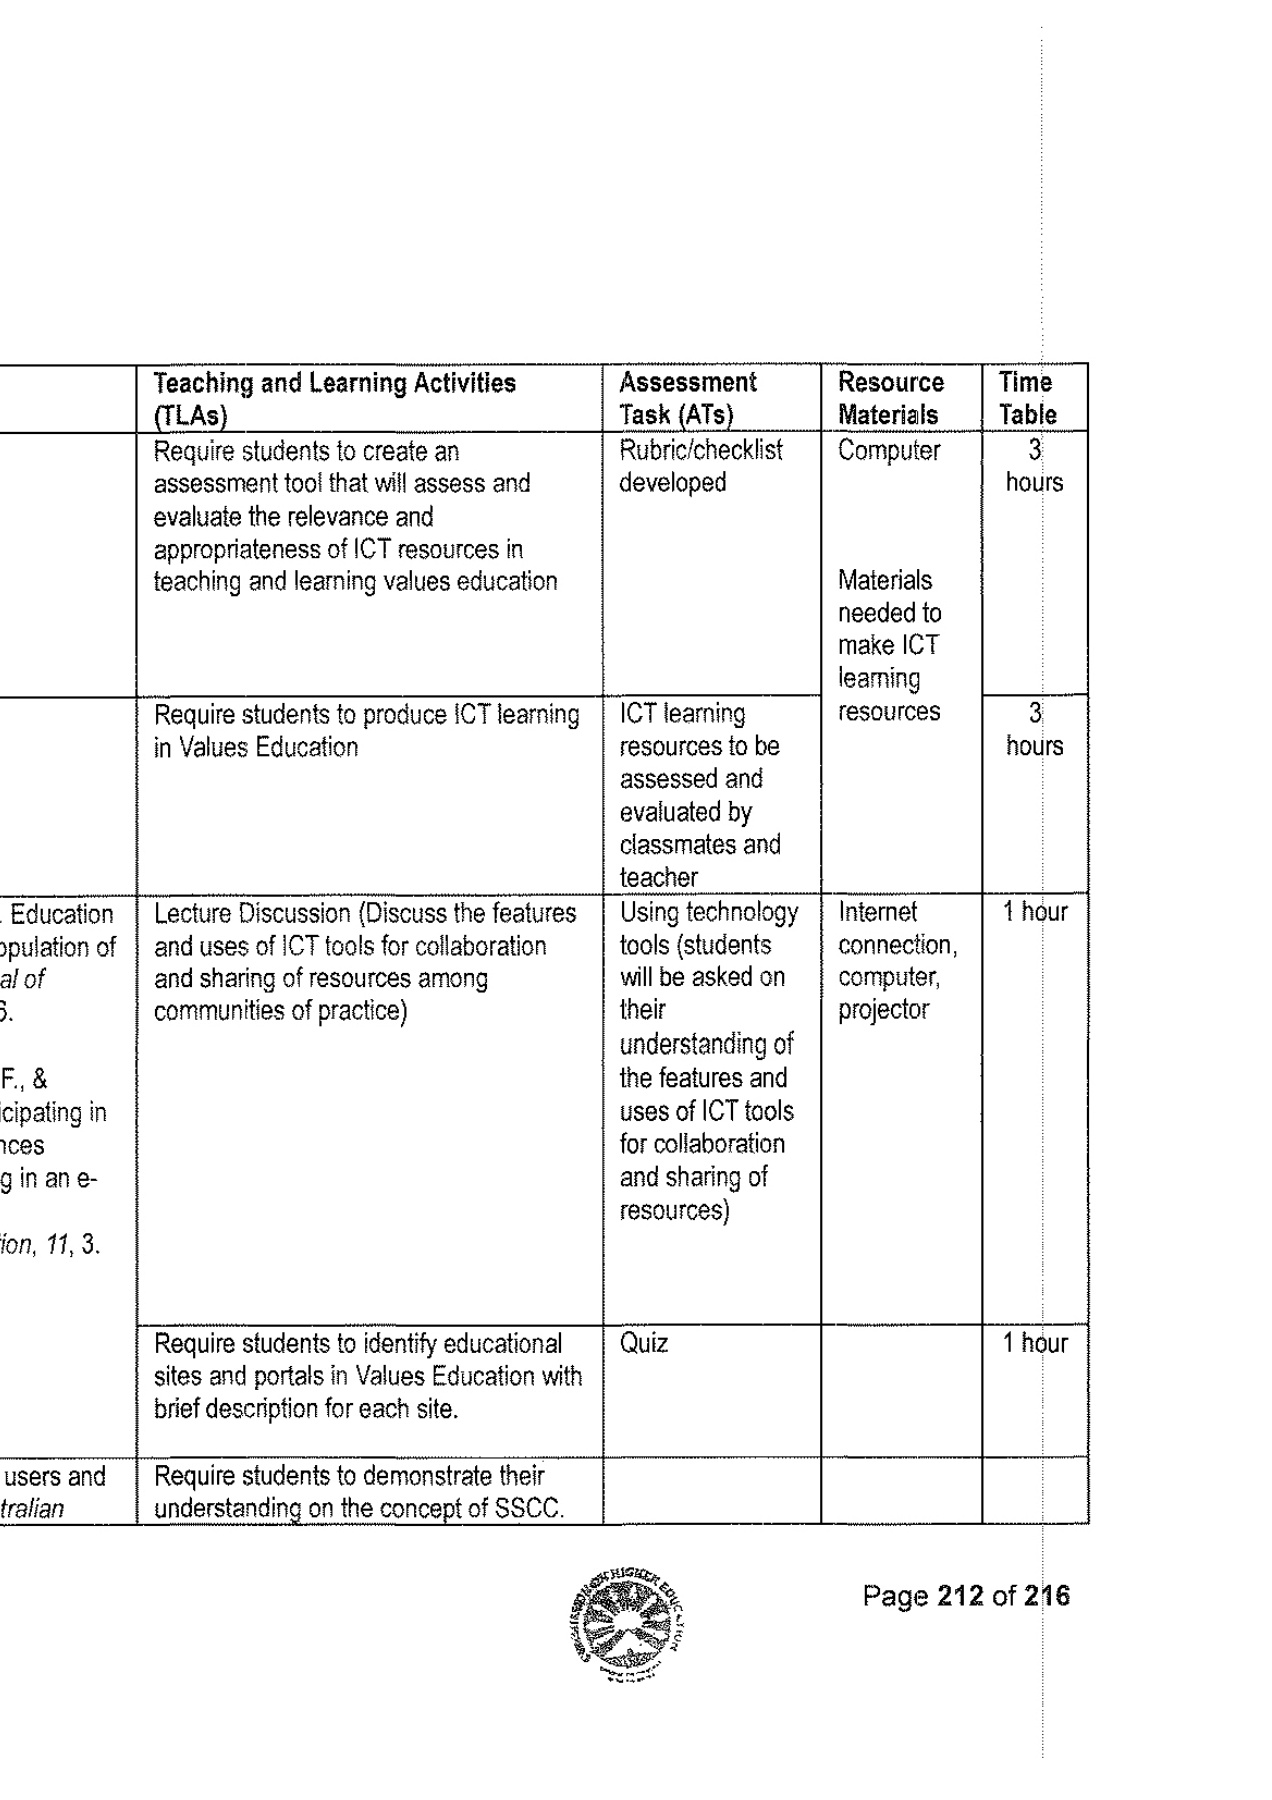 Teaching and Learning Activities
(TLAs)
Assessment
Task (ATs)
Resource
Materials
Time
Table
Require students to create an
assessment tool that will assess and
evaluate the relevance and
appropriateness of ICT resources in
teaching and learning values education
Rubric/checklist
developed
Computer
Materials
needed to
make ICT
learning
resources
3
hours
Require students to produce ICT learning
in Values Education
ICT learning
resources to be
assessed and
evaluated by
classmates and
teacher
3
hours
. Education
opulation of
al of
6.
F., &
icipating in
nces
g in an e-
ion, 11, 3.
Lecture Discussion (Discuss the features
and uses of ICT tools for collaboration
and sharing of resources among
communities of practice)
Using technology
tools (students
will be asked on
their
understanding of
the features and
uses of ICT tools
for collaboration
and sharing of
resources)
Internet
connection,
computer,
projector
1 hour
Require students to identify educational
sites and portals in Values Education with
brief description for each site.
Quiz
1 hour
users and
tralian
Require students to demonstrate their
understanding on the concept of SSCC.
COMMISSION ON HIGHER EDUCATION
Page 212 of 216